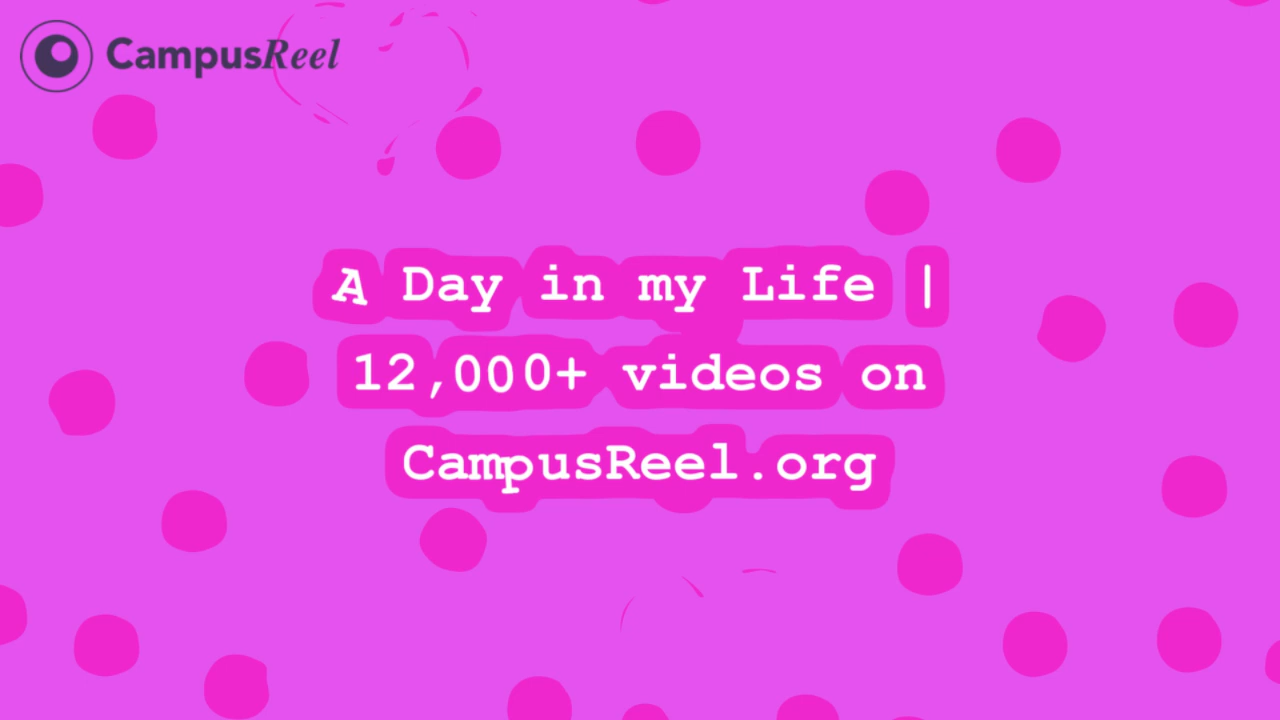 CampusReel
A Day in my Life |
12,000+ videos on
CampusReel.org